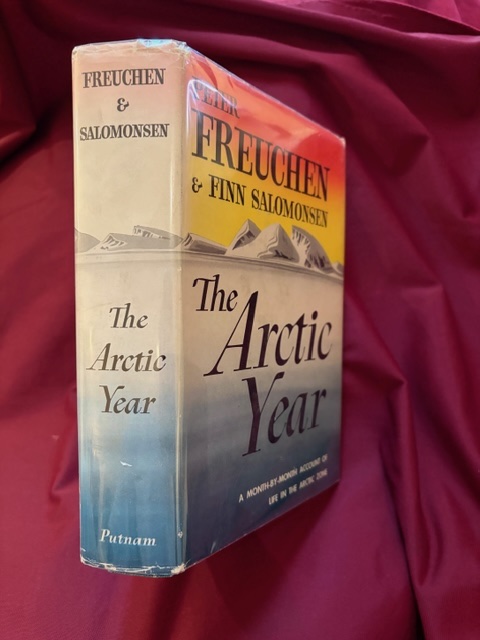 FREUCHEN
&
SALOMONSEN
The
Arctic
Year
Putnam
PETER
FREUCHEN
& FINN SALOMONSEN
The
Arctic
Year
A MONTH-BY-MONTH ACCOUNT OF
LIFE IN THE ARCTIC ZONE